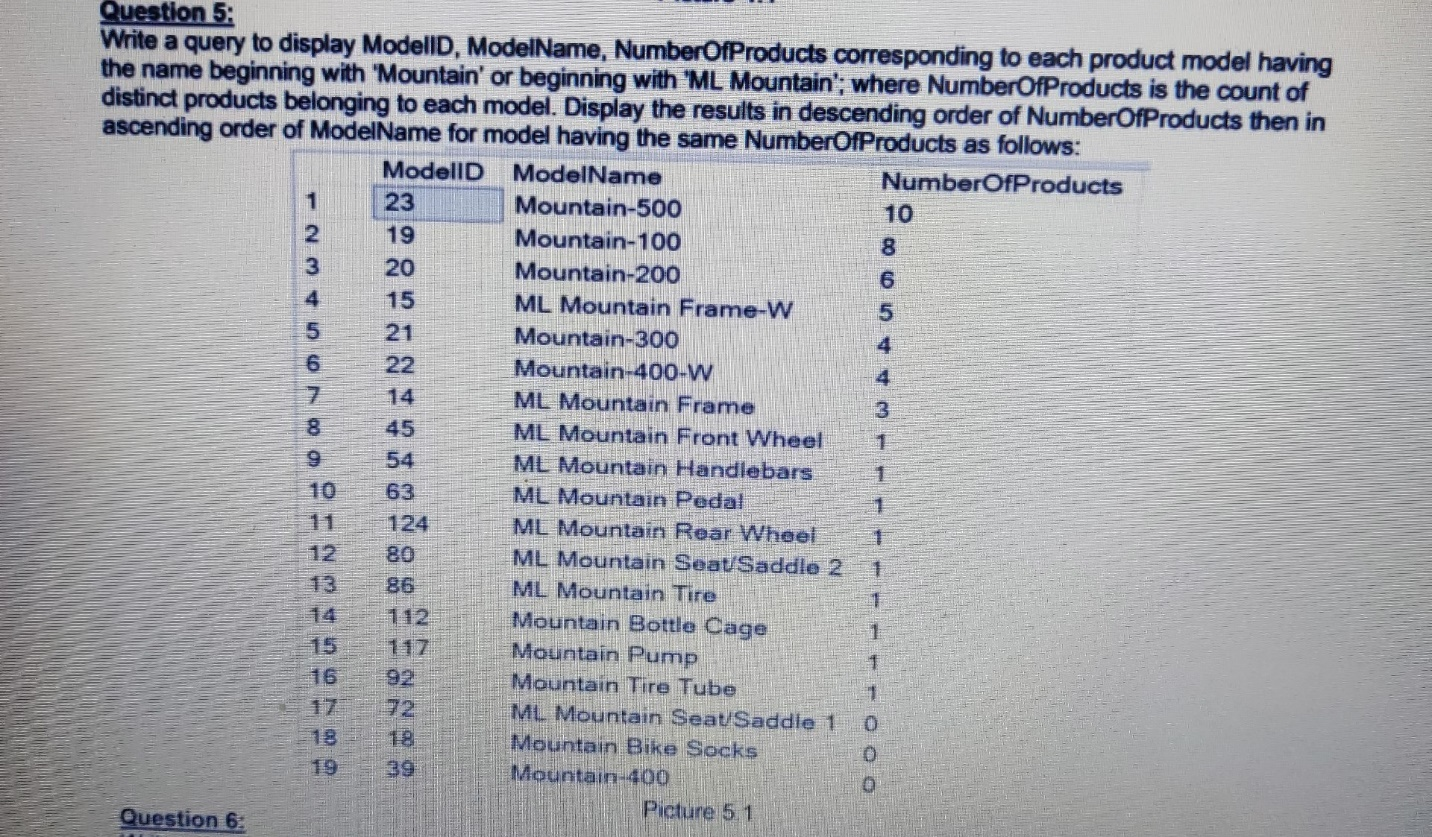 Question 5:
Write a query to display ModelID, ModelName, NumberOfProducts corresponding to each product model having
the name beginning with 'Mountain' or beginning with 'ML Mountain'; where NumberOfProducts is the count of
distinct products belonging to each model. Display the results in descending order of NumberOfProducts then in
ascending order of ModelName for model having the same NumberOfProducts as follows:
ModelID ModelName NumberOfProducts
1 23 Mountain-500 10
2 19 Mountain-100 8
3 20 Mountain-200 6
4 15 ML Mountain Frame-W 5
5 21 Mountain-300 4
6 22 Mountain-400-W 4
7 14 ML Mountain Frame 3
8 45 ML Mountain Front Wheel 1
9 54 ML Mountain Handlebars 1
10 63 ML Mountain Pedal 1
11 124 ML Mountain Rear Wheel 1
12 80 ML Mountain Seat/Saddle 2 1
13 86 ML Mountain Tire 1
14 112 Mountain Bottle Cage 1
15 117 Mountain Pump 1
16 92 Mountain Tire Tube 1
17 72 ML Mountain Seat/Saddle 1 0
18 18 Mountain Bike Socks 0
19 39 Mountain-400 0
Picture 5.1
Question 6: